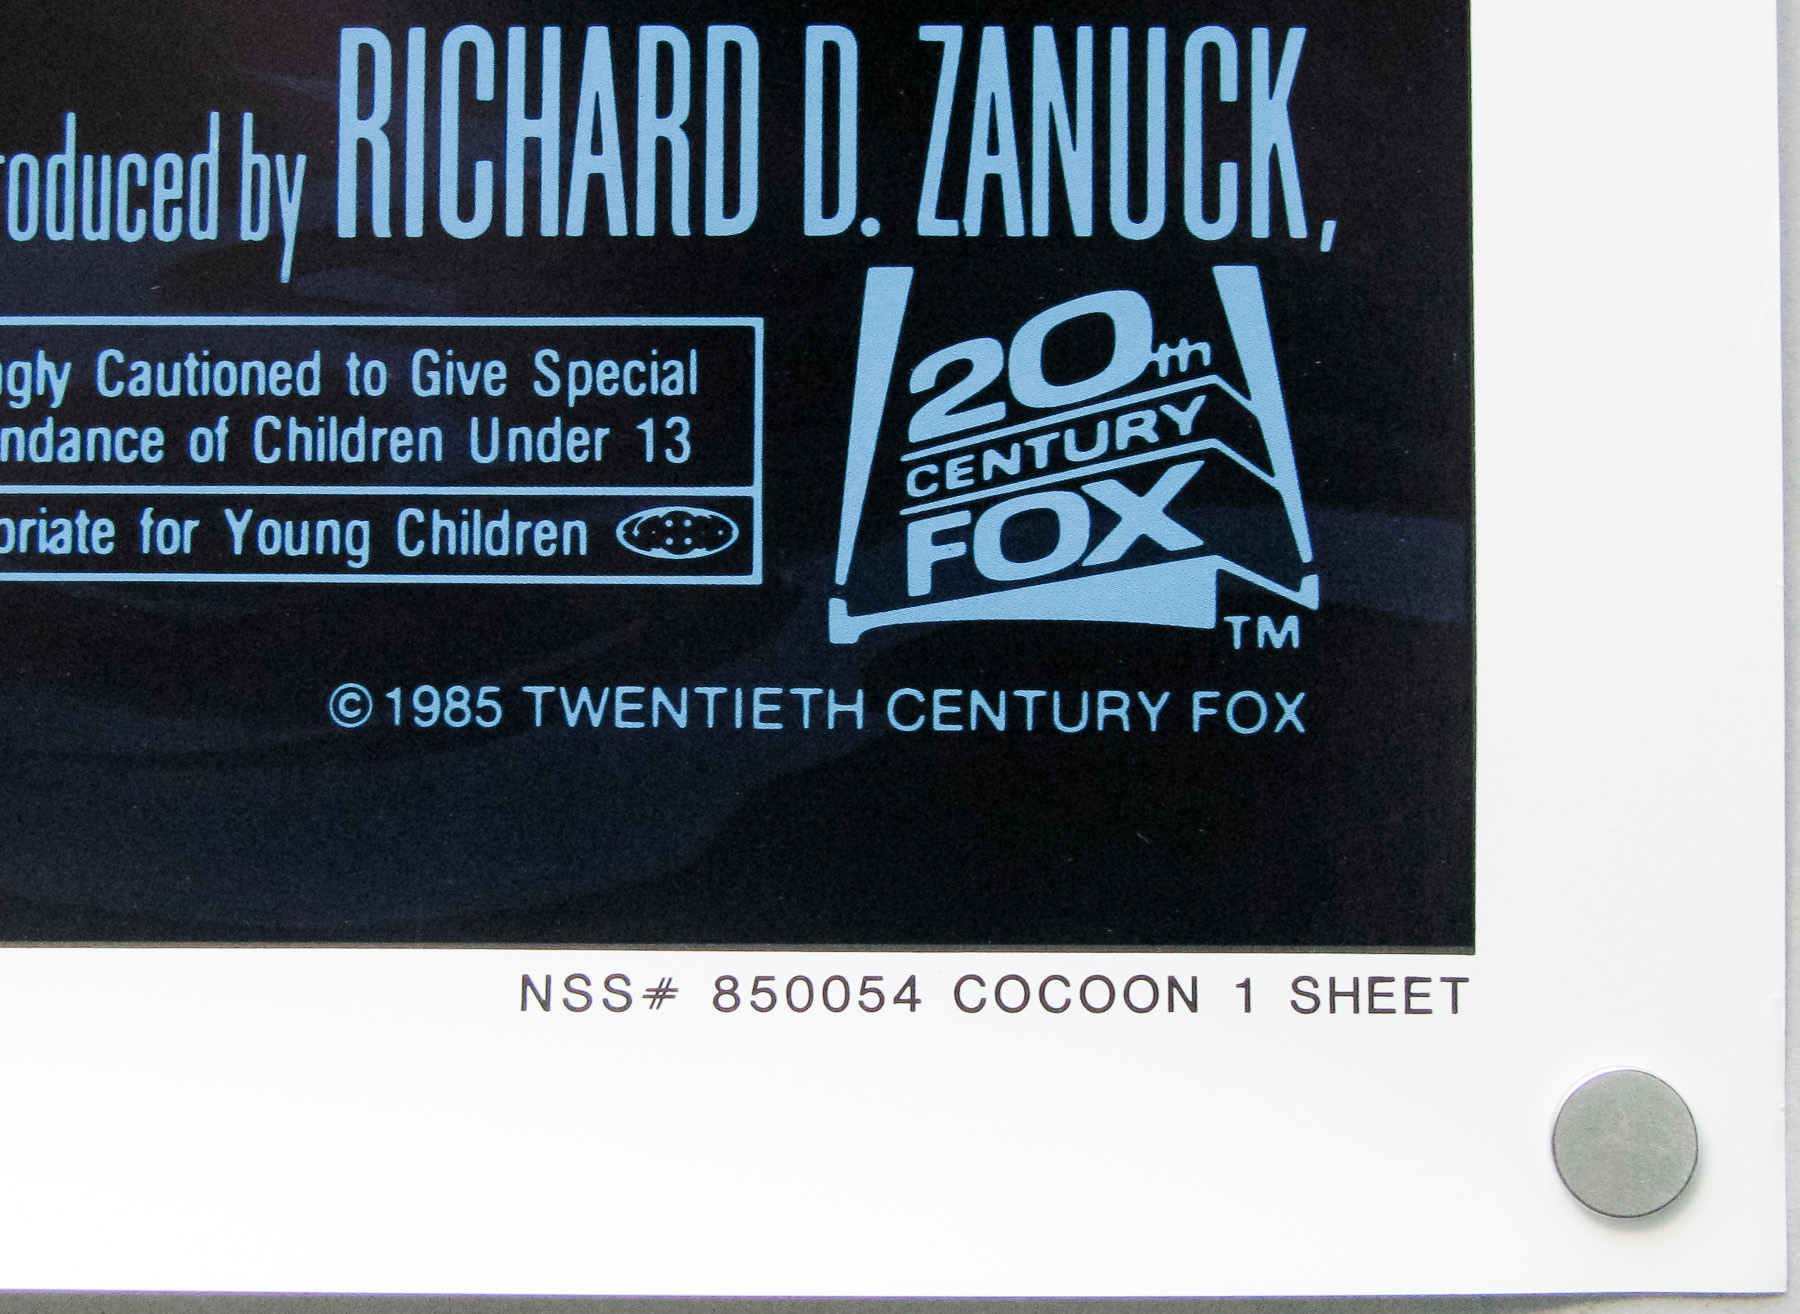 roduced by RICHARD D. ZANUCK,
ngly Cautioned to Give Special
ndance of Children Under 13
priate for Young Children
20th
CENTURY
FOX
TM
©1985 TWENTIETH CENTURY FOX
NSS# 850054 COCOON 1 SHEET